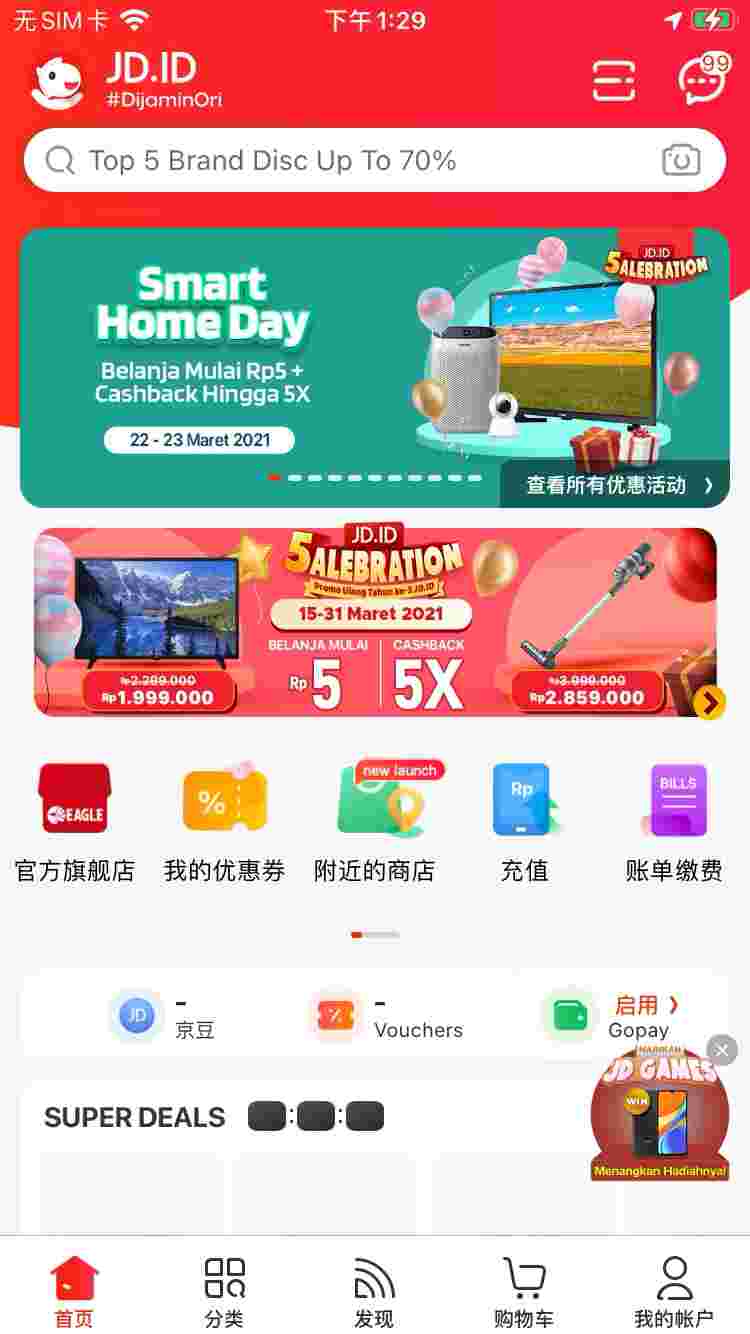 无SIM卡
下午1:29
JD.ID
#DijaminOri
99
Top 5 Brand Disc Up To 70%
JD.ID
5ALEBRATION
Smart
Home Day
Belanja Mulai Rp5 +
Cashback Hingga 5X
22 - 23 Maret 2021
查看所有优惠活动
JD.ID
5ALEBRATION
Promo Ulang Tahun ke-5 JD.ID
15-31 Maret 2021
BELANJA MULAI
CASHBACK
Rp 5
5X
Rp2.299.000
Rp1.999.000
Rp3.999.000
Rp2.859.000
EAGLE
%
new launch
Rp
BILLS
官方旗舰店
我的优惠券
附近的商店
充值
账单缴费
JD
-
京豆
%
-
Vouchers
启用
Gopay
MAINKAN
JD GAMES
WIN
Menangkan Hadiahnya!
SUPER DEALS
: :
首页
分类
发现
购物车
我的帐户